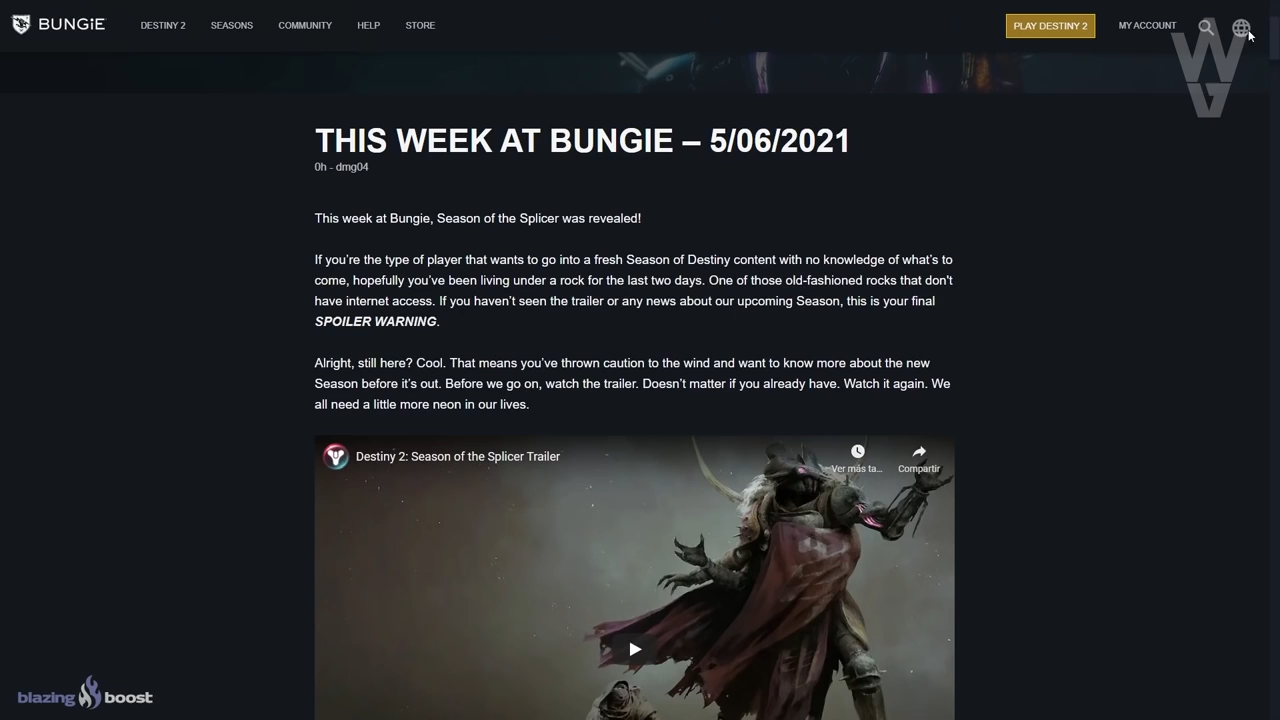 BUNGiE
DESTINY 2
SEASONS
COMMUNITY
HELP
STORE
PLAY DESTINY 2
MY ACCOUNT
THIS WEEK AT BUNGIE – 5/06/2021
0h - dmg04
This week at Bungie, Season of the Splicer was revealed!
If you’re the type of player that wants to go into a fresh Season of Destiny content with no knowledge of what’s to
come, hopefully you’ve been living under a rock for the last two days. One of those old-fashioned rocks that don't
have internet access. If you haven’t seen the trailer or any news about our upcoming Season, this is your final
SPOILER WARNING.
Alright, still here? Cool. That means you’ve thrown caution to the wind and want to know more about the new
Season before it’s out. Before we go on, watch the trailer. Doesn’t matter if you already have. Watch it again. We
all need a little more neon in our lives.
Destiny 2: Season of the Splicer Trailer
Ver más ta...
Compartir
blazing boost